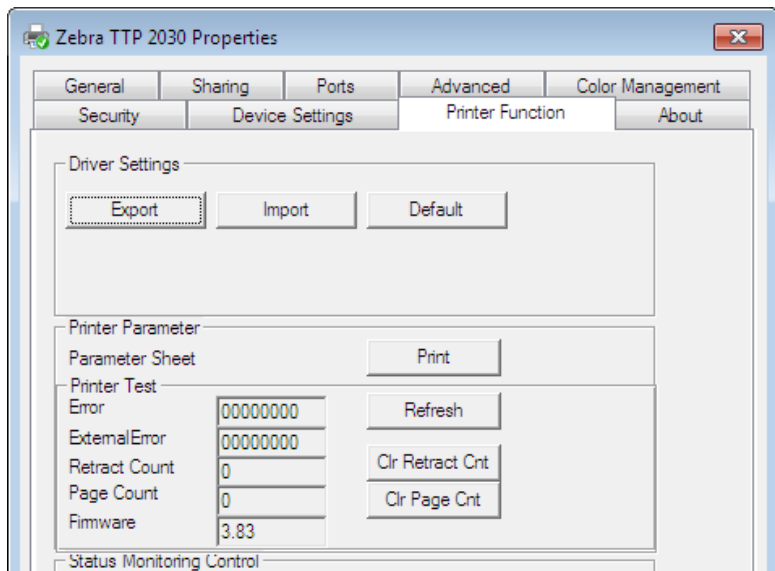 Zebra TTP 2030 Properties
General Sharing Ports Advanced Color Management
Security Device Settings Printer Function About
Driver Settings
Export Import Default
Printer Parameter
Parameter Sheet Print
Printer Test
Error 00000000 Refresh
ExternalError 00000000
Retract Count 0 Clr Retract Cnt
Page Count 0 Clr Page Cnt
Firmware 3.83
Status Monitoring Control